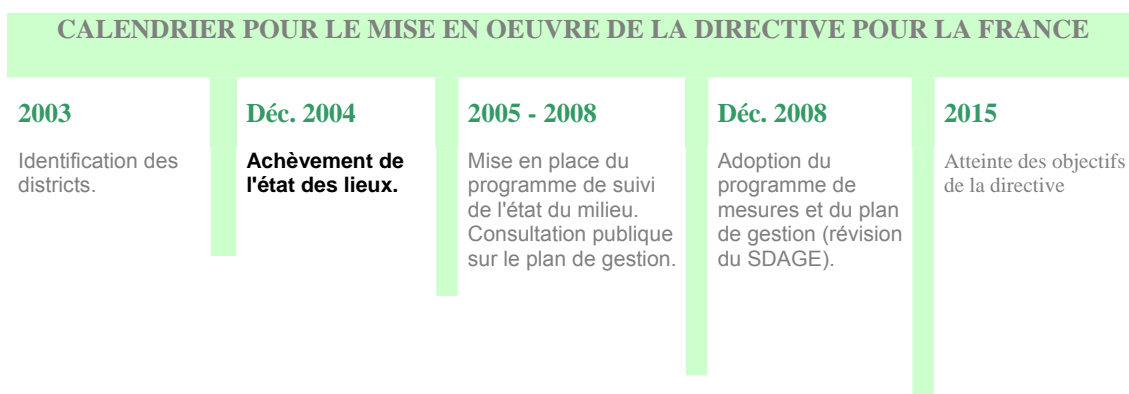 CALENDRIER POUR LE MISE EN OEUVRE DE LA DIRECTIVE POUR LA FRANCE
2003
Identification des
districts.
Déc. 2004
Achèvement de
l'état des lieux.
2005 - 2008
Mise en place du
programme de suivi
de l'état du milieu.
Consultation publique
sur le plan de gestion.
Déc. 2008
Adoption du
programme de
mesures et du plan
de gestion (révision
du SDAGE).
2015
Atteinte des objectifs
de la directive